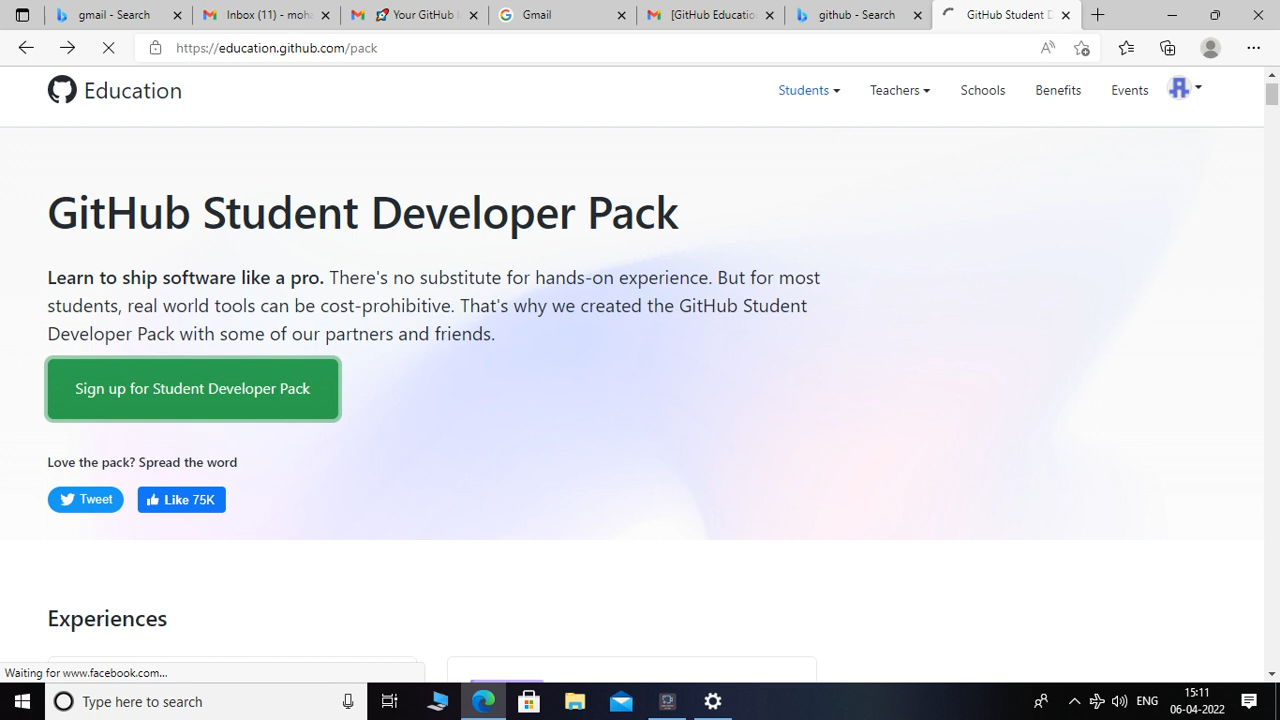 gmail - Search
Inbox (11) - moha
🚀 Your GitHub
Gmail
[GitHub Educatio
github - Search
GitHub Student D
https://education.github.com/pack
Education
Students
Teachers
Schools
Benefits
Events
GitHub Student Developer Pack
Learn to ship software like a pro. There's no substitute for hands-on experience. But for most
students, real world tools can be cost-prohibitive. That's why we created the GitHub Student
Developer Pack with some of our partners and friends.
Sign up for Student Developer Pack
Love the pack? Spread the word
Tweet
Like 75K
Experiences
Waiting for www.facebook.com...
Type here to search
ENG
15:11
06-04-2022